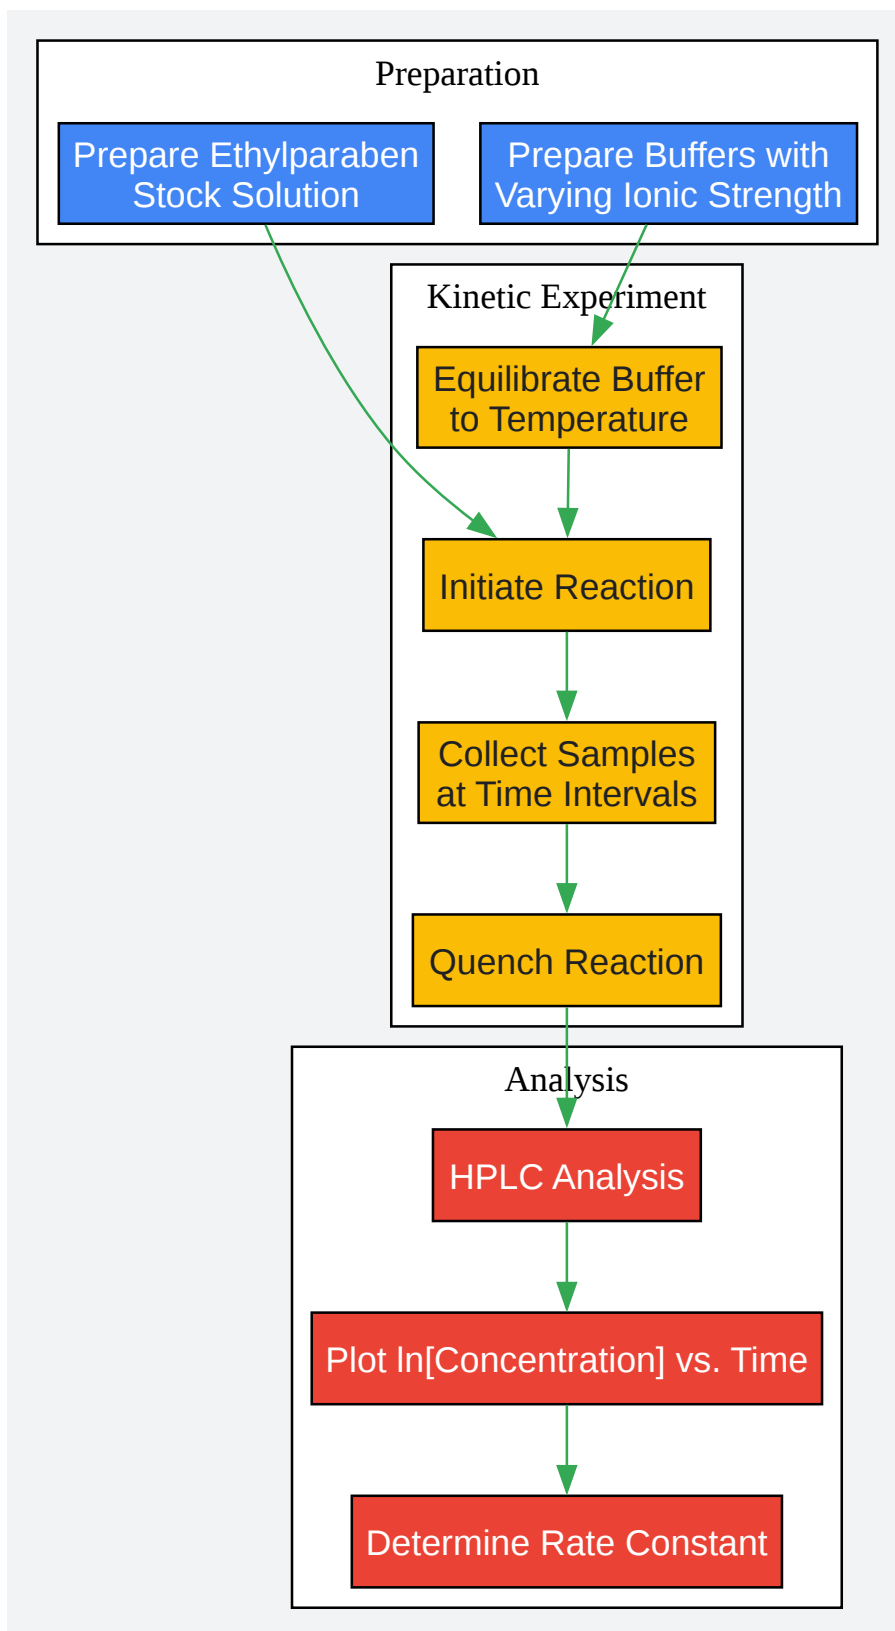 Preparation
Prepare Ethylparaben
Stock Solution
Prepare Buffers with
Varying Ionic Strength
Kinetic Experiment
Equilibrate Buffer
to Temperature
Initiate Reaction
Collect Samples
at Time Intervals
Quench Reaction
Analysis
HPLC Analysis
Plot ln[Concentration] vs. Time
Determine Rate Constant